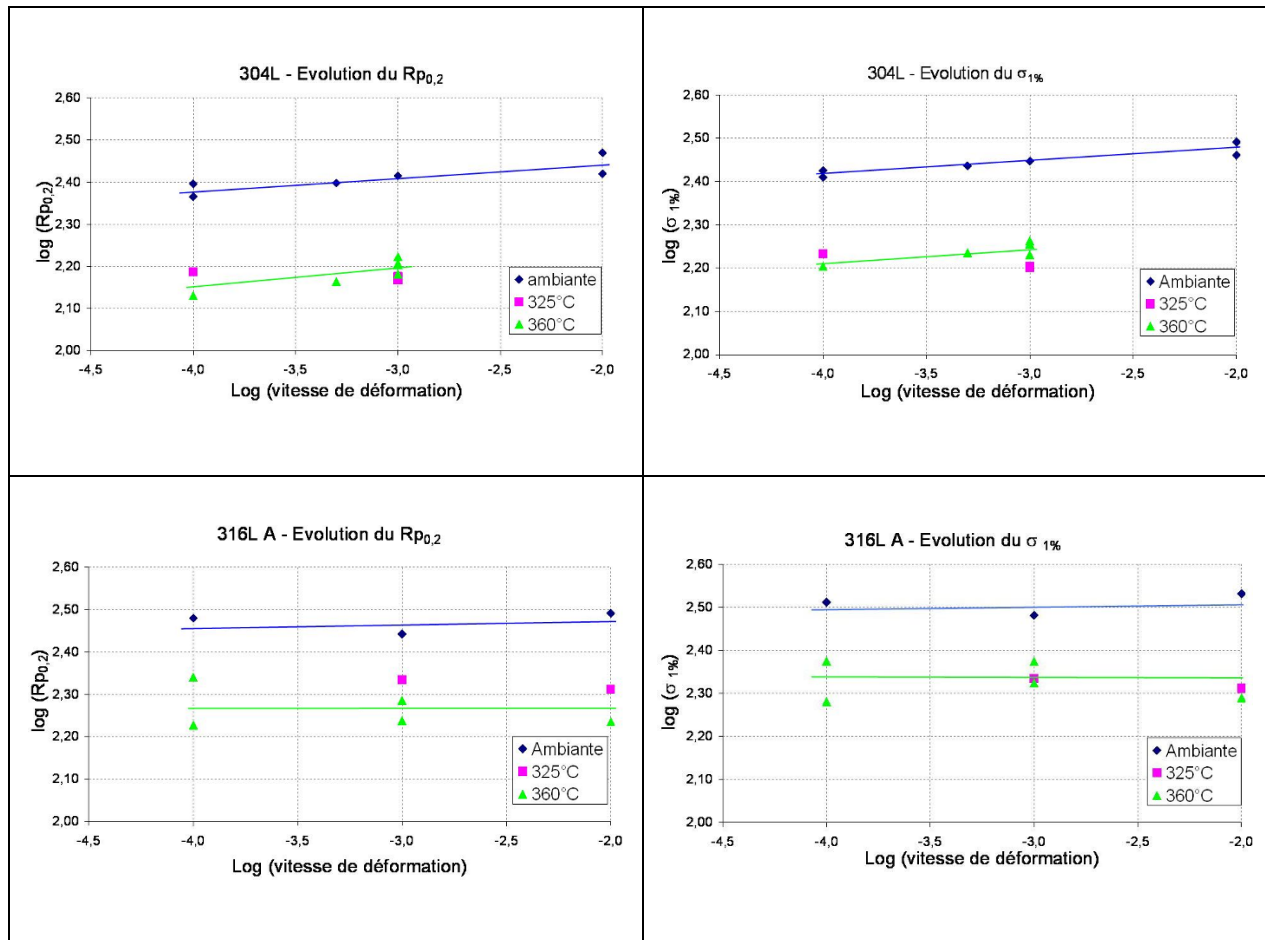 304L - Evolution du Rp0,2
2,60
2,50
2,40
2,30
2,20
2,10
2,00
log (Rp0,2)
-4,5 -4,0 -3,5 -3,0 -2,5 -2,0
Log (vitesse de déformation)
ambiante
325°C
360°C
304L - Evolution du σ1%
2,60
2,50
2,40
2,30
2,20
2,10
2,00
log (σ 1%)
-4,5 -4,0 -3,5 -3,0 -2,5 -2,0
Log (vitesse de déformation)
Ambiante
325°C
360°C
316L A - Evolution du Rp0,2
2,60
2,50
2,40
2,30
2,20
2,10
2,00
log (Rp0,2)
-4,5 -4,0 -3,5 -3,0 -2,5 -2,0
Log (vitesse de déformation)
Ambiante
325°C
360°C
316L A - Evolution du σ 1%
2,60
2,50
2,40
2,30
2,20
2,10
2,00
log (σ 1%)
-4,5 -4,0 -3,5 -3,0 -2,5 -2,0
Log (vitesse de déformation)
Ambiante
325°C
360°C